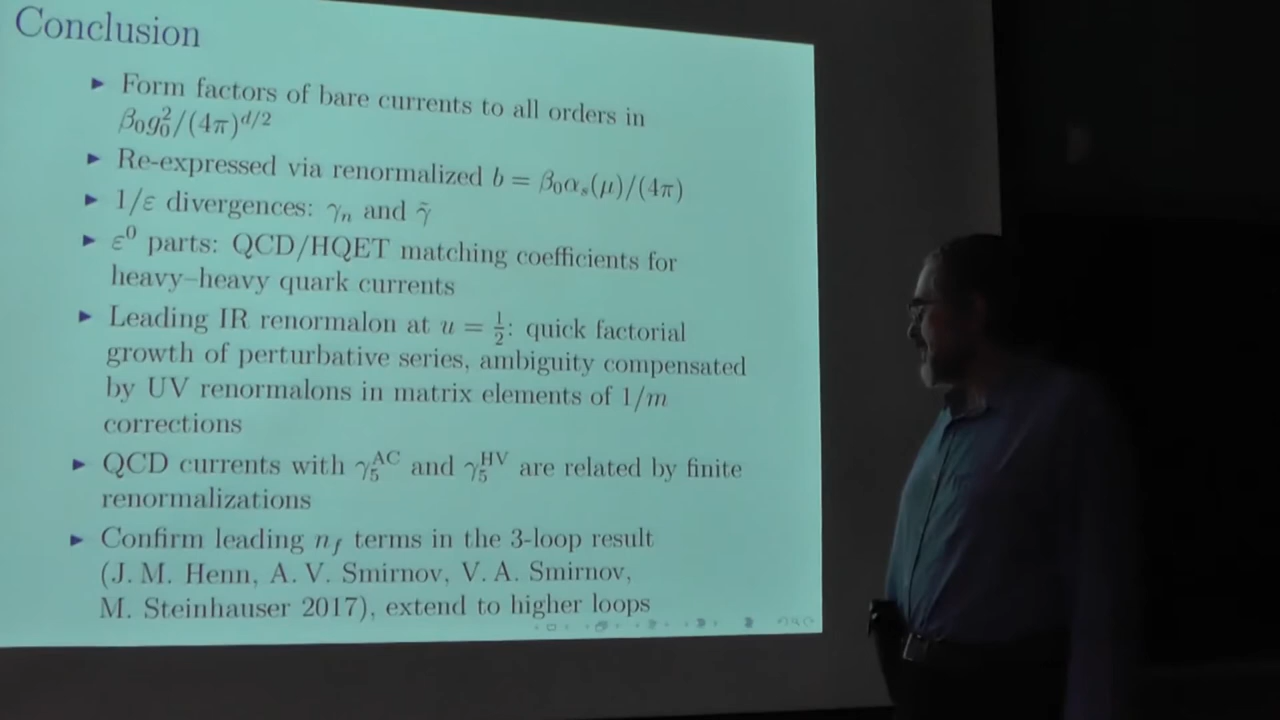 Conclusion
▶ Form factors of bare currents to all orders in
β₀g₀²/(4π)^{d/2}
▶ Re-expressed via renormalized b = β₀αₛ(μ)/(4π)
▶ 1/ε divergences: γₙ and γ̃
▶ ε⁰ parts: QCD/HQET matching coefficients for
heavy–heavy quark currents
▶ Leading IR renormalon at u = ½: quick factorial
growth of perturbative series, ambiguity compensated
by UV renormalons in matrix elements of 1/m
corrections
▶ QCD currents with γ₅^{AC} and γ₅^{HV} are related by finite
renormalizations
▶ Confirm leading n_f terms in the 3-loop result
(J. M. Henn, A. V. Smirnov, V. A. Smirnov,
M. Steinhauser 2017), extend to higher loops